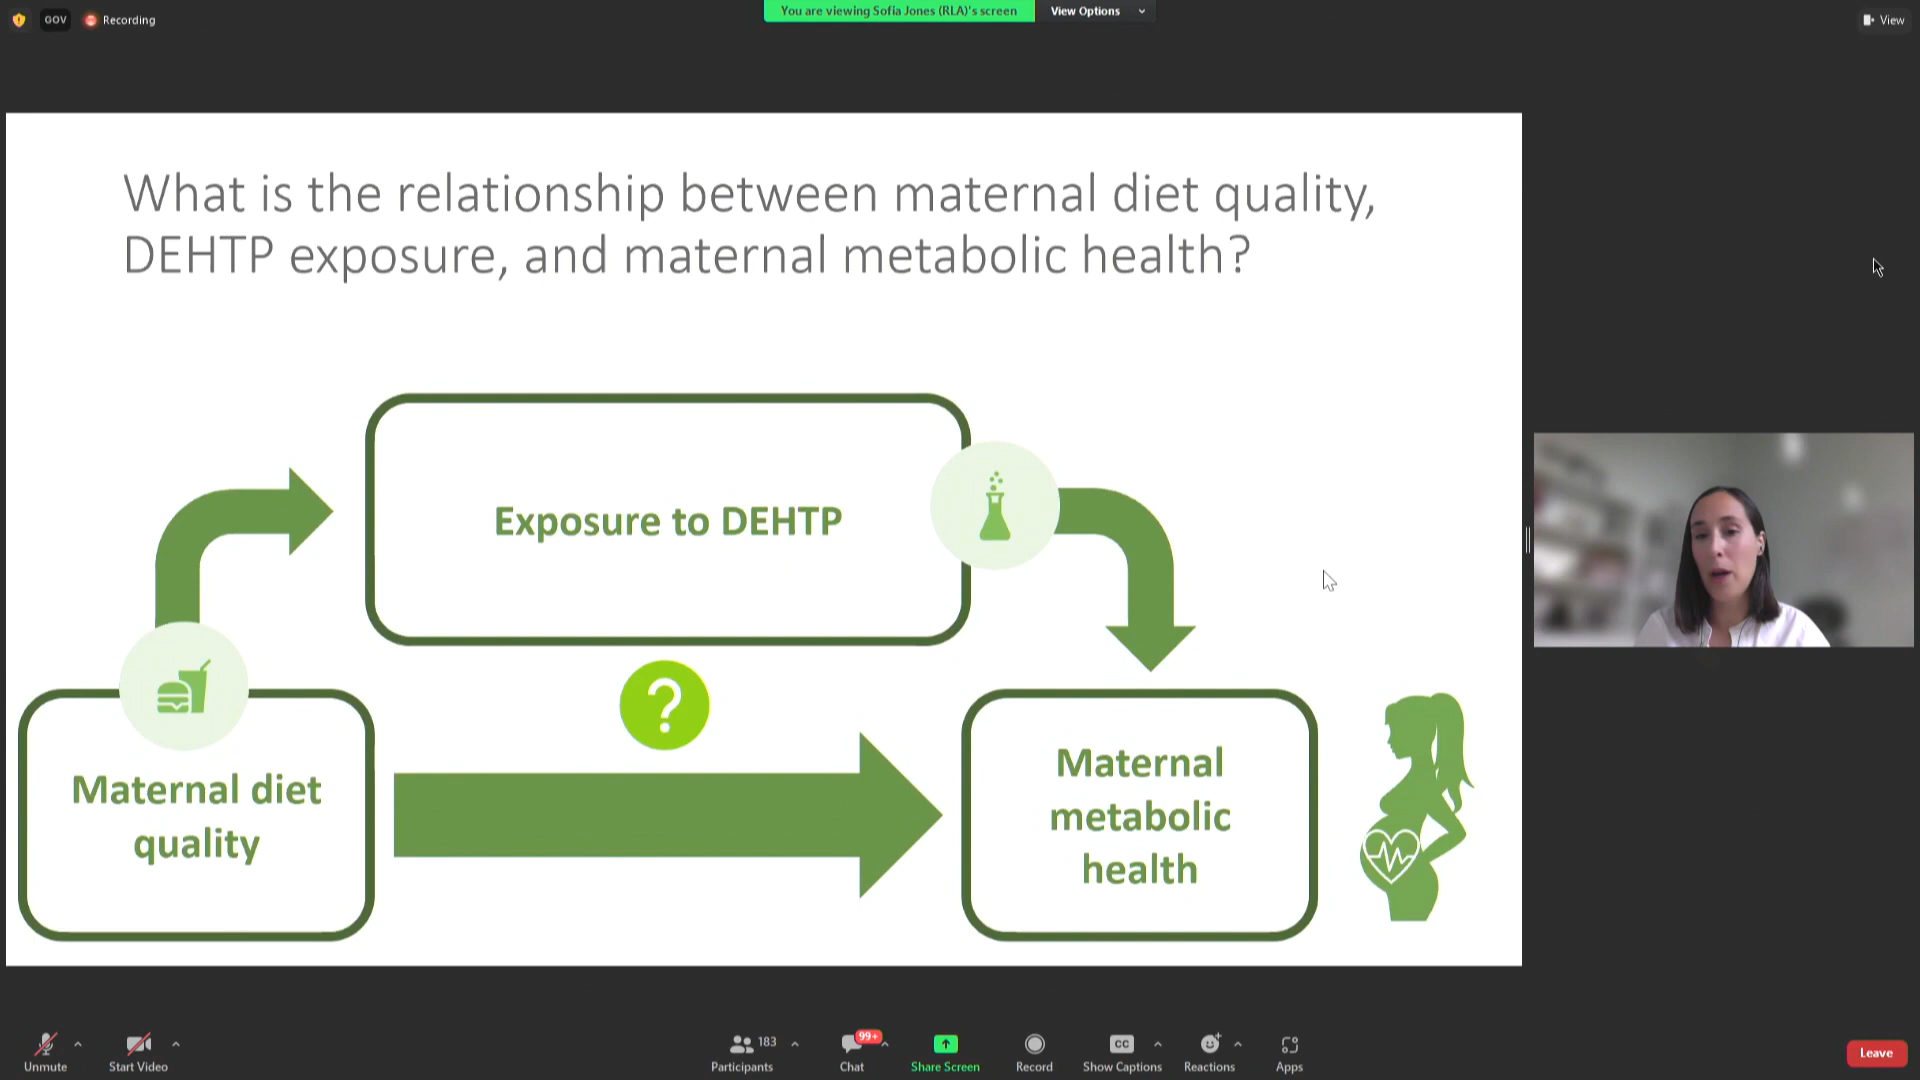 GOV
Recording
You are viewing Sofia Jones (RLA)'s screen
View Options
View
What is the relationship between maternal diet quality,
DEHTP exposure, and maternal metabolic health?
Exposure to DEHTP
?
Maternal diet
quality
Maternal
metabolic
health
Unmute
Start Video
183
Participants
99+
Chat
Share Screen
Record
CC
Show Captions
Reactions
Apps
Leave